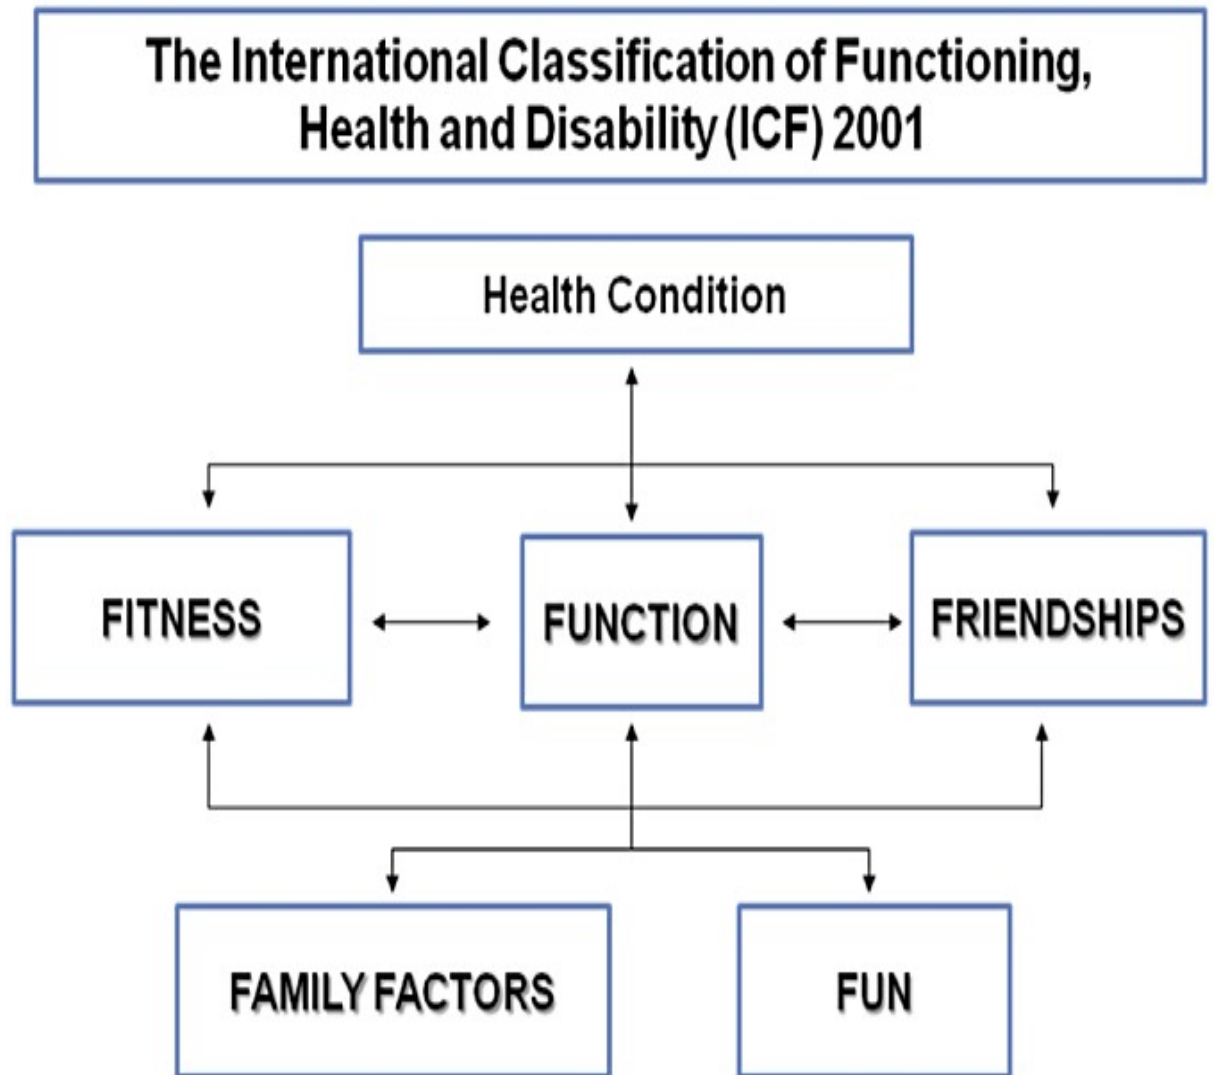 The International Classification of Functioning,
Health and Disability (ICF) 2001
Health Condition
FITNESS
FUNCTION
FRIENDSHIPS
FAMILY FACTORS
FUN